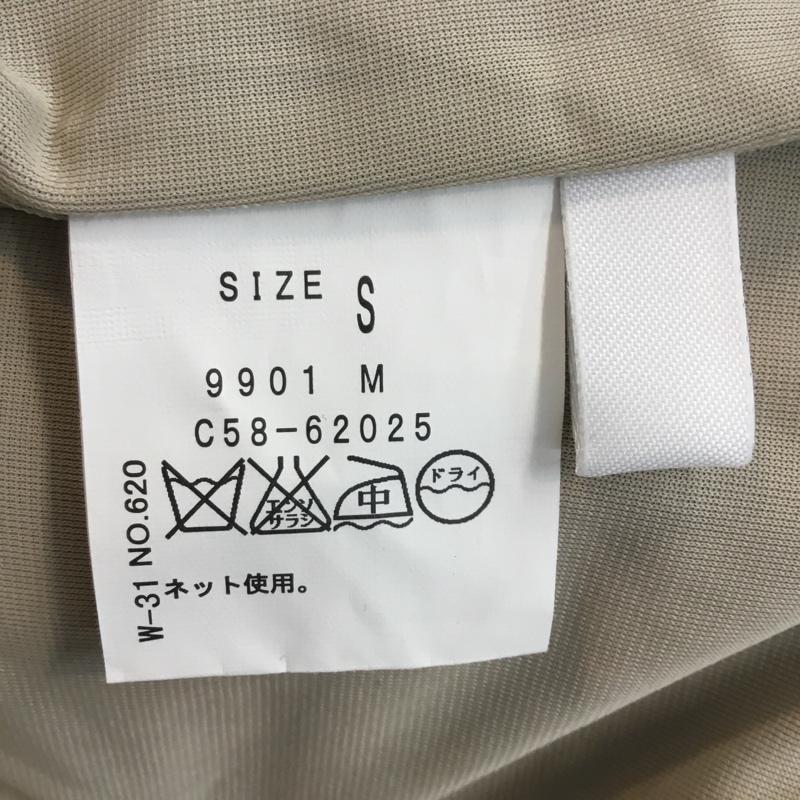 SIZE S
9901 M
C58-62025
エンソ
サラシ
中
ドライ
ネット使用。
W-31 NO.620